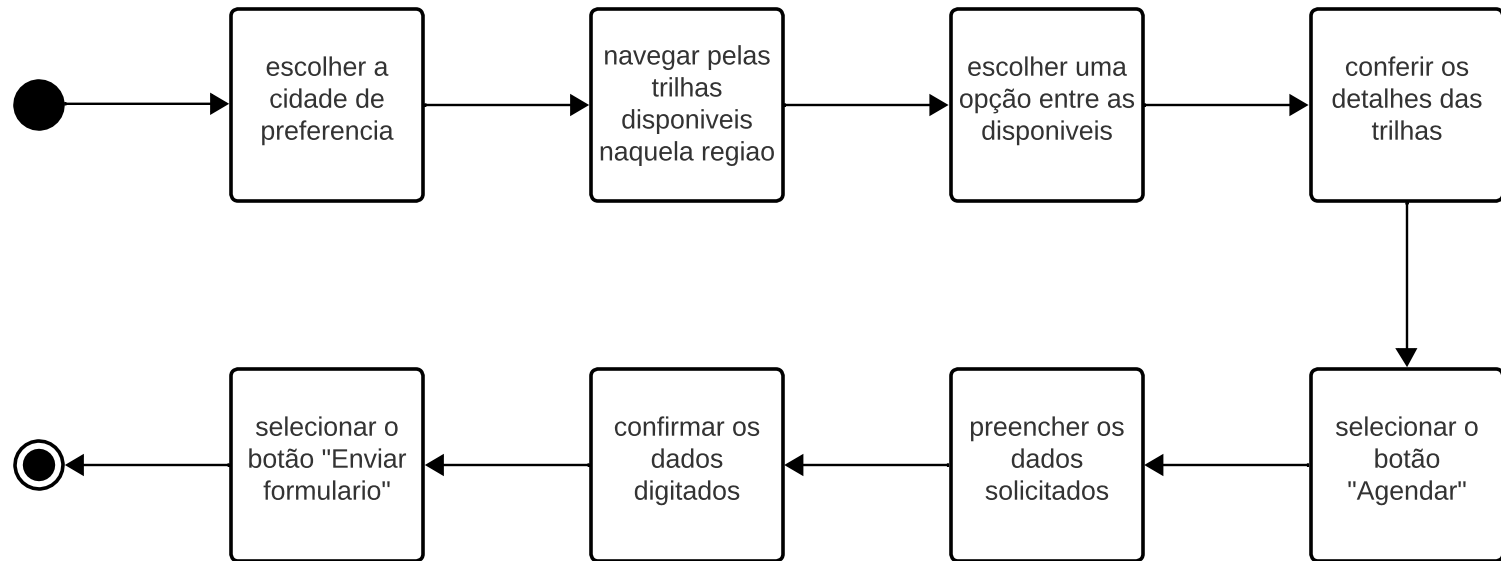 escolher a
cidade de
preferencia
navegar pelas
trilhas
disponiveis
naquela regiao
escolher uma
opção entre as
disponiveis
conferir os
detalhes das
trilhas
selecionar o
botão
"Agendar"
preencher os
dados
solicitados
confirmar os
dados
digitados
selecionar o
botão "Enviar
formulario"